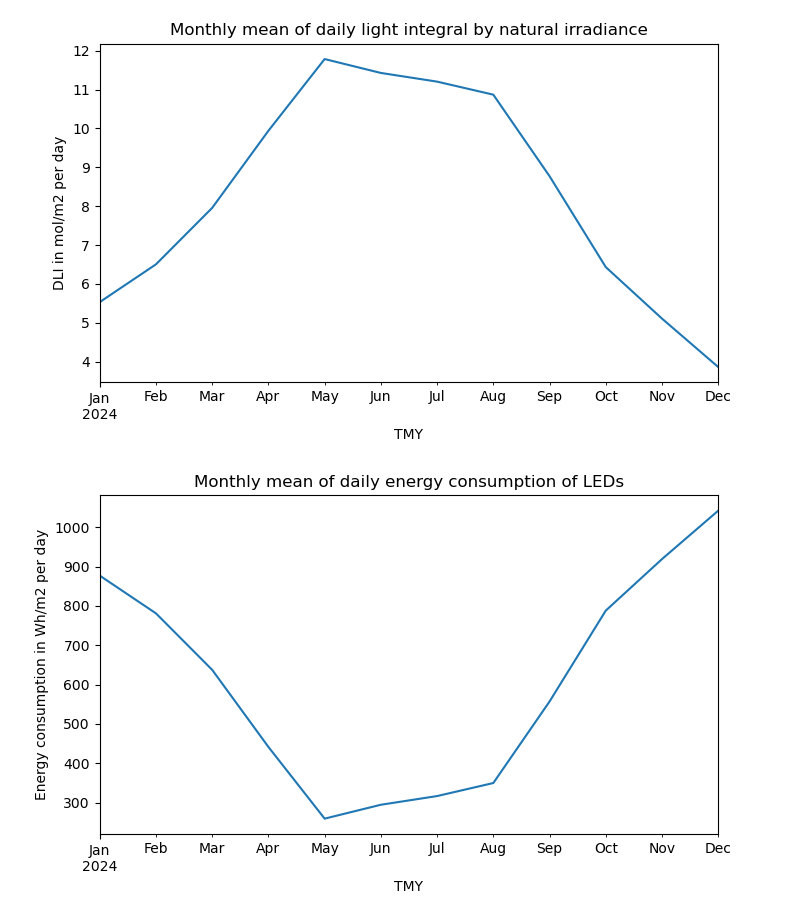 Monthly mean of daily light integral by natural irradiance
DLI in mol/m2 per day
12
11
10
9
8
7
6
5
4
Jan
2024
Feb
Mar
Apr
May
Jun
Jul
Aug
Sep
Oct
Nov
Dec
TMY
Monthly mean of daily energy consumption of LEDs
Energy consumption in Wh/m2 per day
1000
900
800
700
600
500
400
300
Jan
2024
Feb
Mar
Apr
May
Jun
Jul
Aug
Sep
Oct
Nov
Dec
TMY